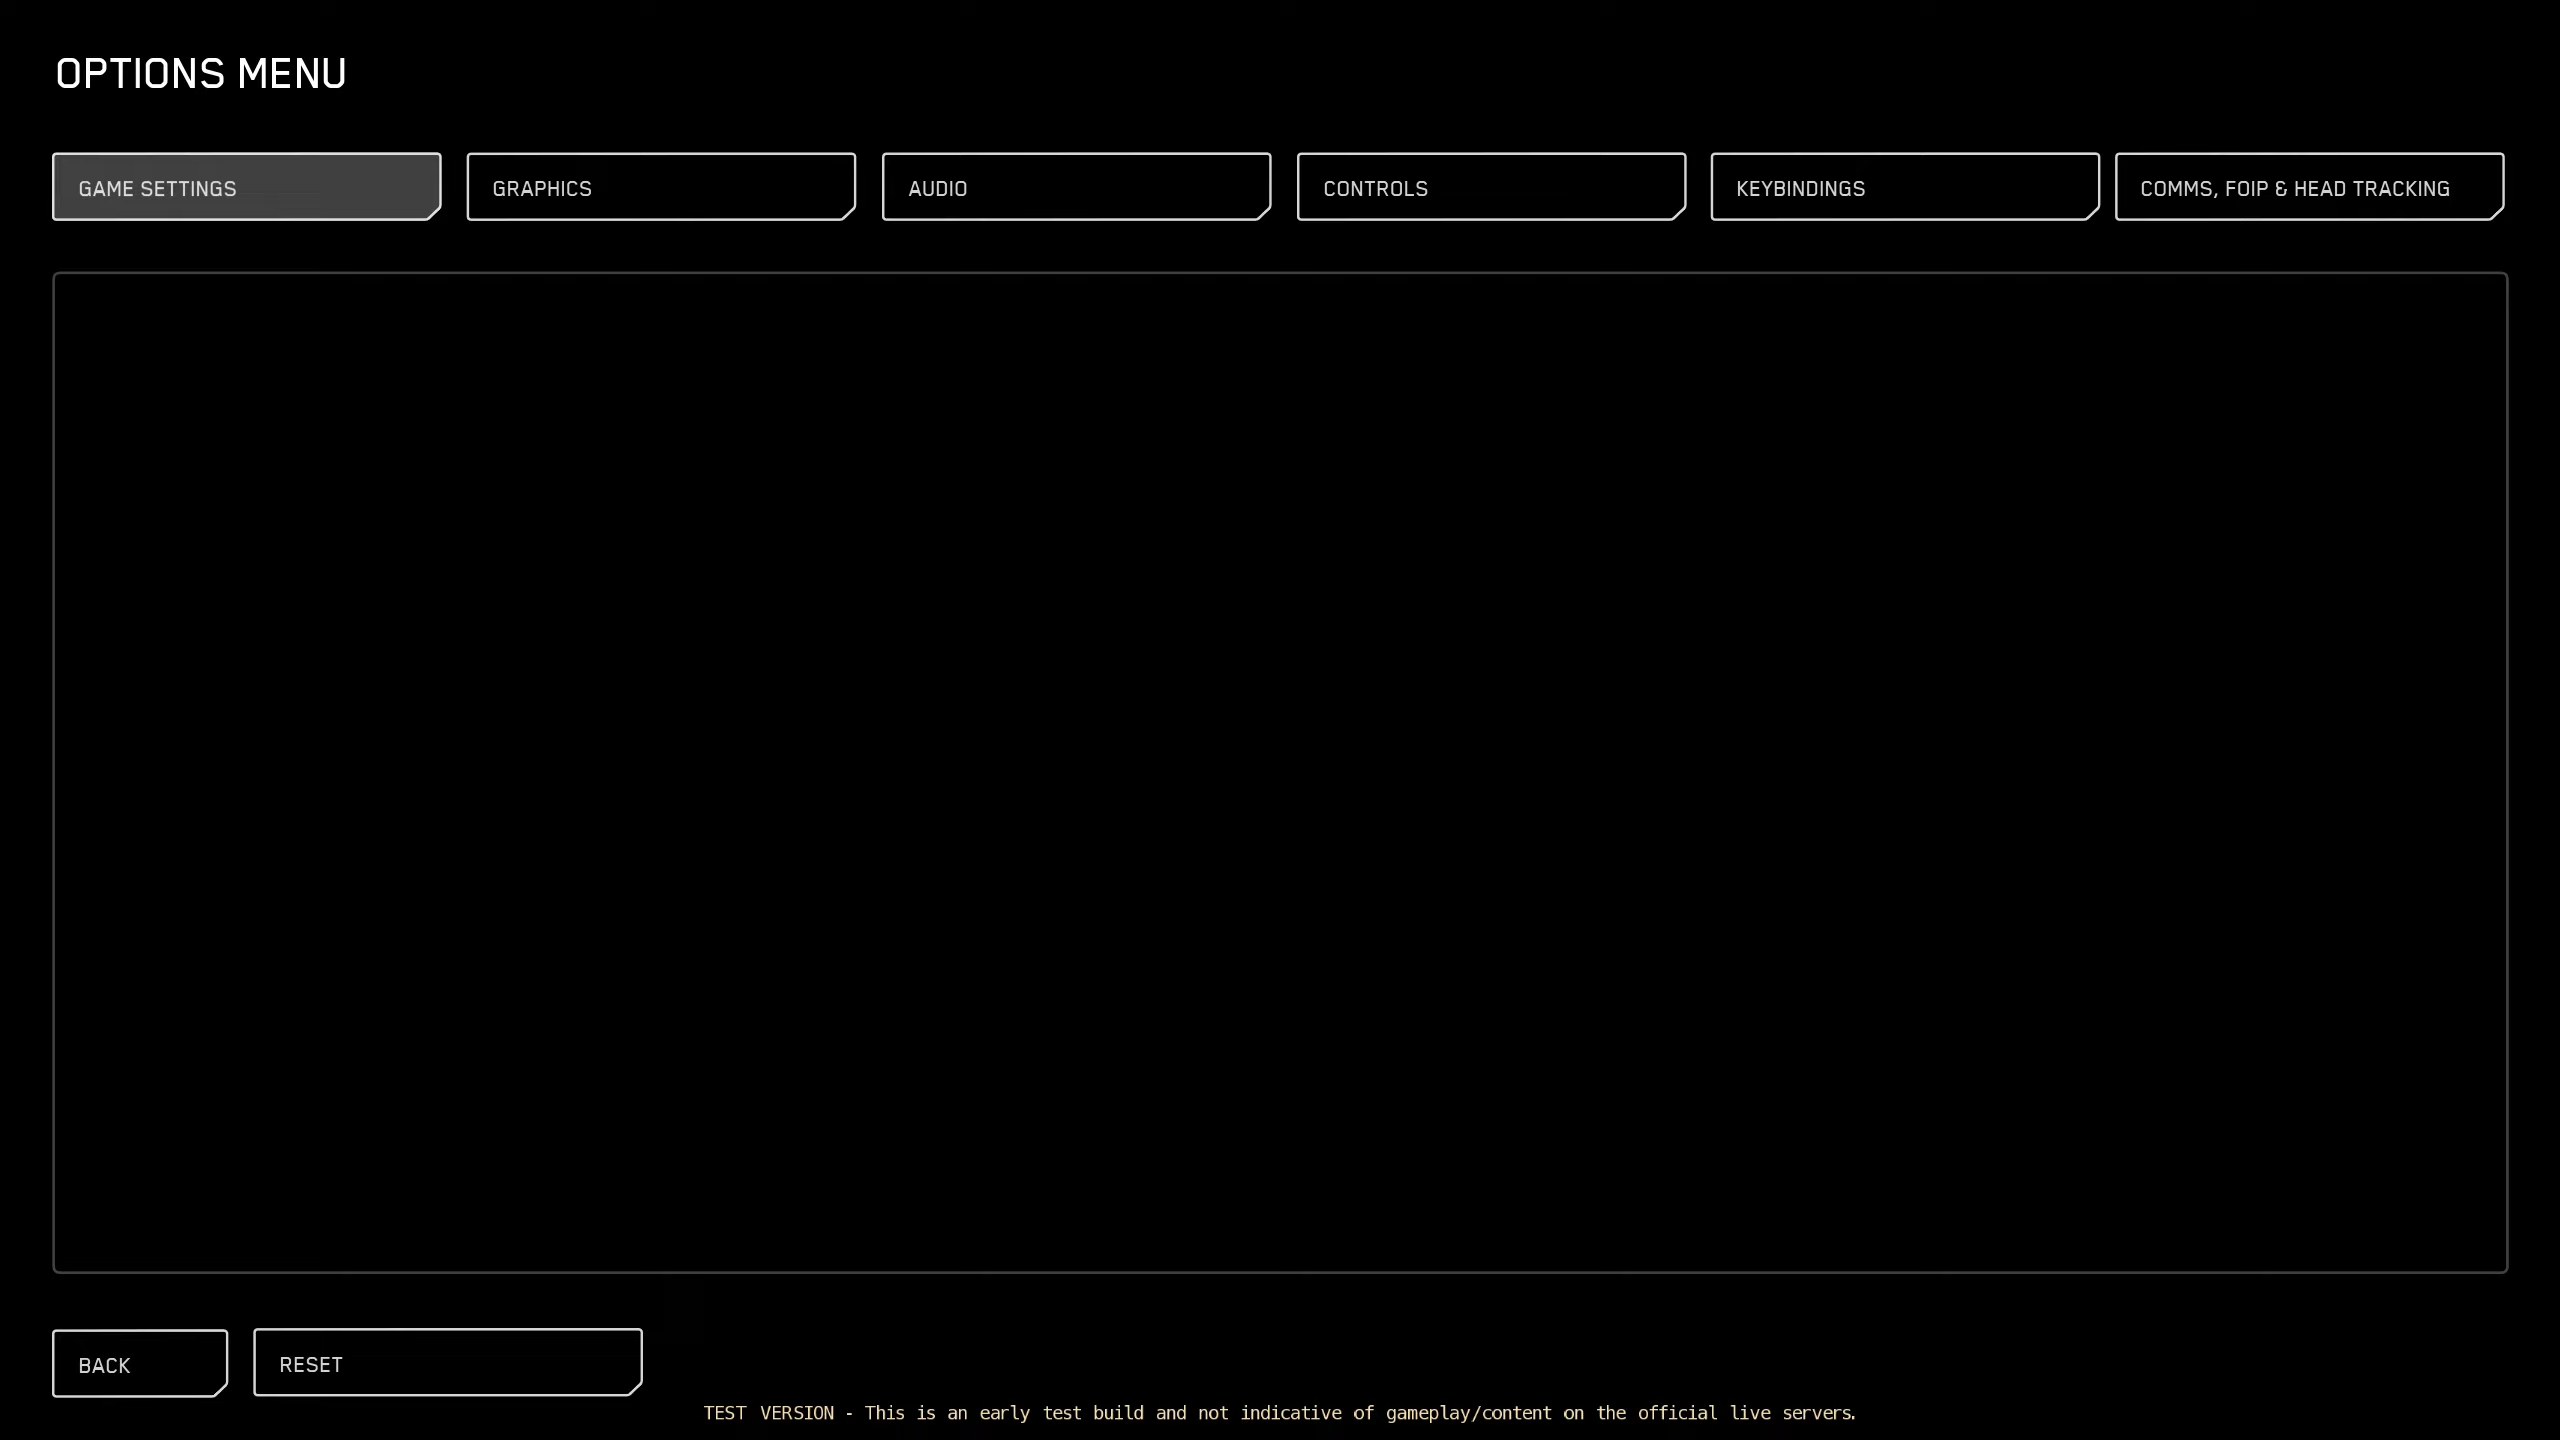 OPTIONS MENU
GAME SETTINGS
GRAPHICS
AUDIO
CONTROLS
KEYBINDINGS
COMMS, FOIP & HEAD TRACKING
BACK
RESET
TEST VERSION - This is an early test build and not indicative of gameplay/content on the official live servers.